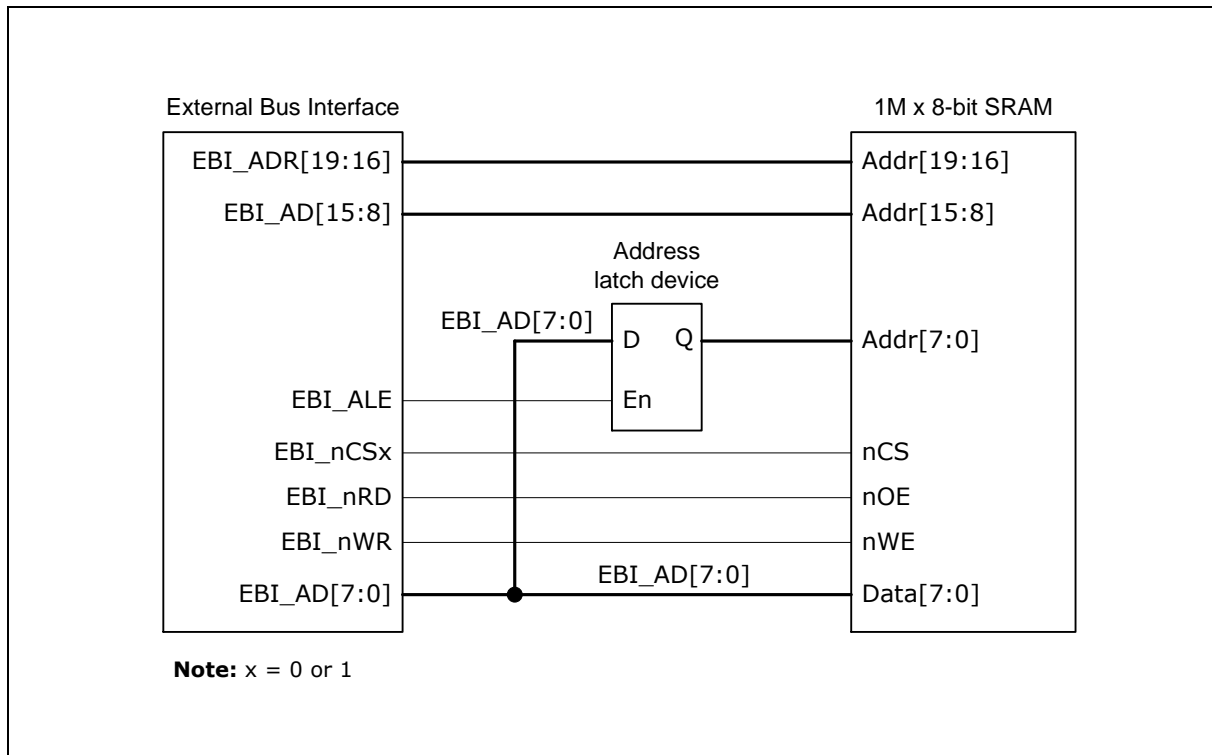 External Bus Interface
1M x 8-bit SRAM
EBI_ADR[19:16]
Addr[19:16]
EBI_AD[15:8]
Addr[15:8]
Address
latch device
EBI_AD[7:0]
D
Q
Addr[7:0]
EBI_ALE
En
EBI_nCSx
nCS
EBI_nRD
nOE
EBI_nWR
nWE
EBI_AD[7:0]
EBI_AD[7:0]
Data[7:0]
Note: x = 0 or 1